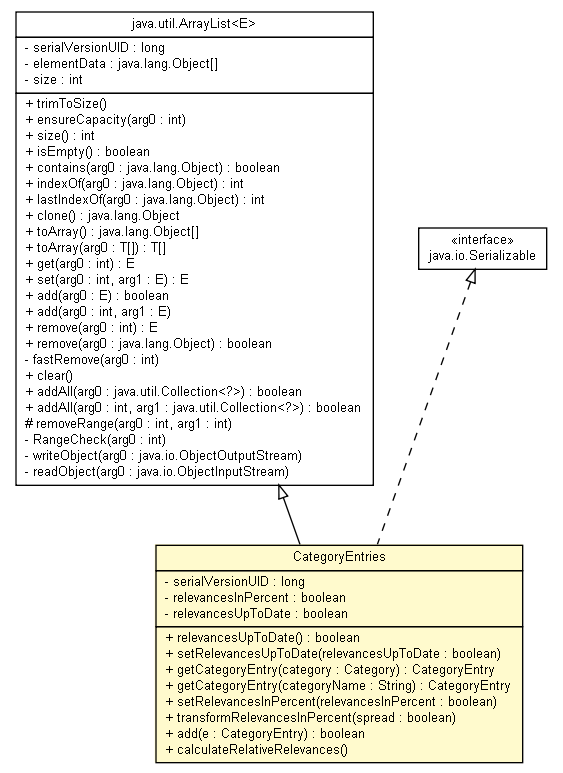 java.util.ArrayList<E>
- serialVersionUID : long
- elementData : java.lang.Object[]
- size : int
+ trimToSize()
+ ensureCapacity(arg0 : int)
+ size() : int
+ isEmpty() : boolean
+ contains(arg0 : java.lang.Object) : boolean
+ indexOf(arg0 : java.lang.Object) : int
+ lastIndexOf(arg0 : java.lang.Object) : int
+ clone() : java.lang.Object
+ toArray() : java.lang.Object[]
+ toArray(arg0 : T[]) : T[]
+ get(arg0 : int) : E
+ set(arg0 : int, arg1 : E) : E
+ add(arg0 : E) : boolean
+ add(arg0 : int, arg1 : E)
+ remove(arg0 : int) : E
+ remove(arg0 : java.lang.Object) : boolean
- fastRemove(arg0 : int)
+ clear()
+ addAll(arg0 : java.util.Collection<?>) : boolean
+ addAll(arg0 : int, arg1 : java.util.Collection<?>) : boolean
# removeRange(arg0 : int, arg1 : int)
- RangeCheck(arg0 : int)
- writeObject(arg0 : java.io.ObjectOutputStream)
- readObject(arg0 : java.io.ObjectInputStream)
«interface»
java.io.Serializable
CategoryEntries
- serialVersionUID : long
- relevancesInPercent : boolean
- relevancesUpToDate : boolean
+ relevancesUpToDate() : boolean
+ setRelevancesUpToDate(relevancesUpToDate : boolean)
+ getCategoryEntry(category : Category) : CategoryEntry
+ getCategoryEntry(categoryName : String) : CategoryEntry
+ setRelevancesInPercent(relevancesInPercent : boolean)
+ transformRelevancesInPercent(spread : boolean)
+ add(e : CategoryEntry) : boolean
+ calculateRelativeRelevances()